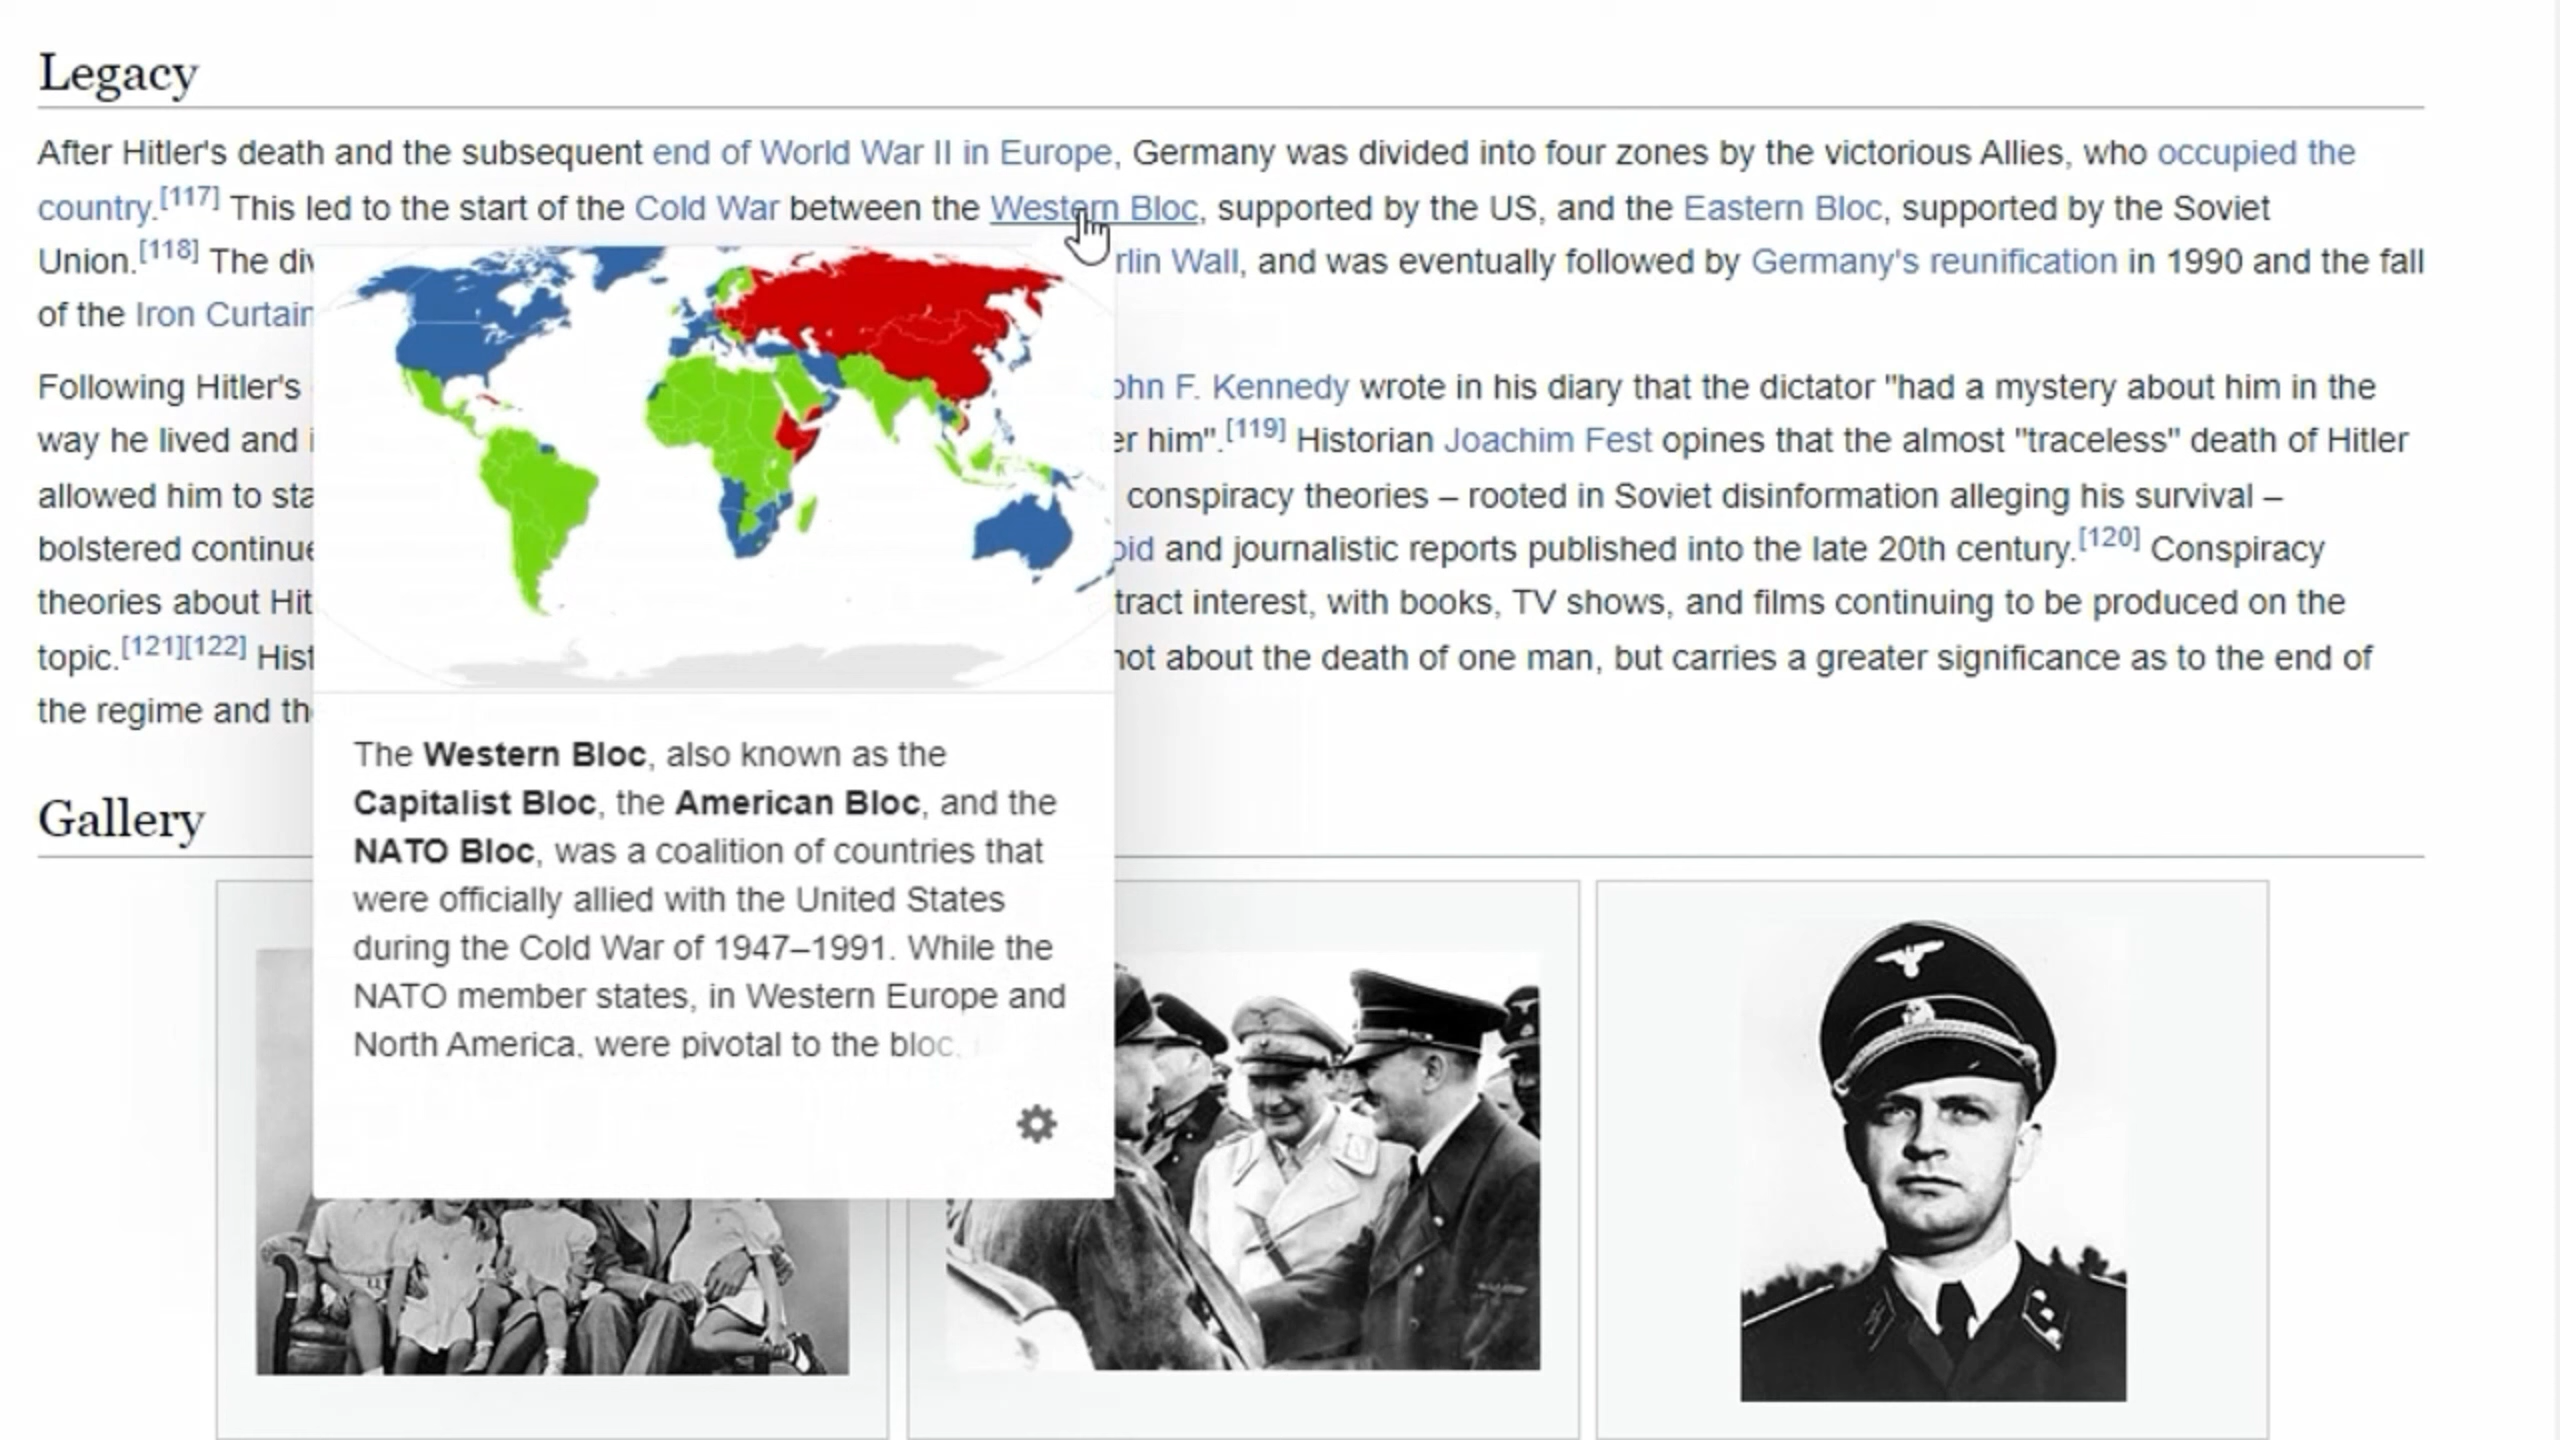 Legacy
After Hitler's death and the subsequent end of World War II in Europe, Germany was divided into four zones by the victorious Allies, who occupied the
country.[117] This led to the start of the Cold War between the Western Bloc, supported by the US, and the Eastern Bloc, supported by the Soviet
Union.[118] The rlin Wall, and was eventually followed by Germany's reunification in 1990 and the fall
of the Iron Curtain
Following Hitler's ohn F. Kennedy wrote in his diary that the dictator "had a mystery about him in the
way he lived and er him".[119] Historian Joachim Fest opines that the almost "traceless" death of Hitler
allowed him to conspiracy theories – rooted in Soviet disinformation alleging his survival –
bolstered continue oid and journalistic reports published into the late 20th century.[120] Conspiracy
theories about Hit tract interest, with books, TV shows, and films continuing to be produced on the
topic.[121][122] Hist not about the death of one man, but carries a greater significance as to the end of
the regime and th
The Western Bloc, also known as the
Capitalist Bloc, the American Bloc, and the
NATO Bloc, was a coalition of countries that
were officially allied with the United States
during the Cold War of 1947–1991. While the
NATO member states, in Western Europe and
North America, were pivotal to the bloc,
Gallery